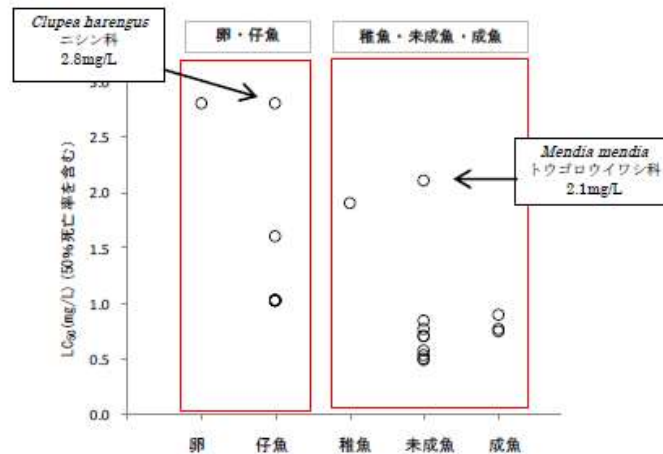 Clupea harengus
ニシン科
2.8mg/L
卵・仔魚
稚魚・未成魚・成魚
Mendia mendia
トウゴロウイワシ科
2.1mg/L
LC50(mg/L) (50%死亡率を含む)
3.0
2.5
2.0
1.5
1.0
0.5
0.0
卵 仔魚 稚魚 未成魚 成魚